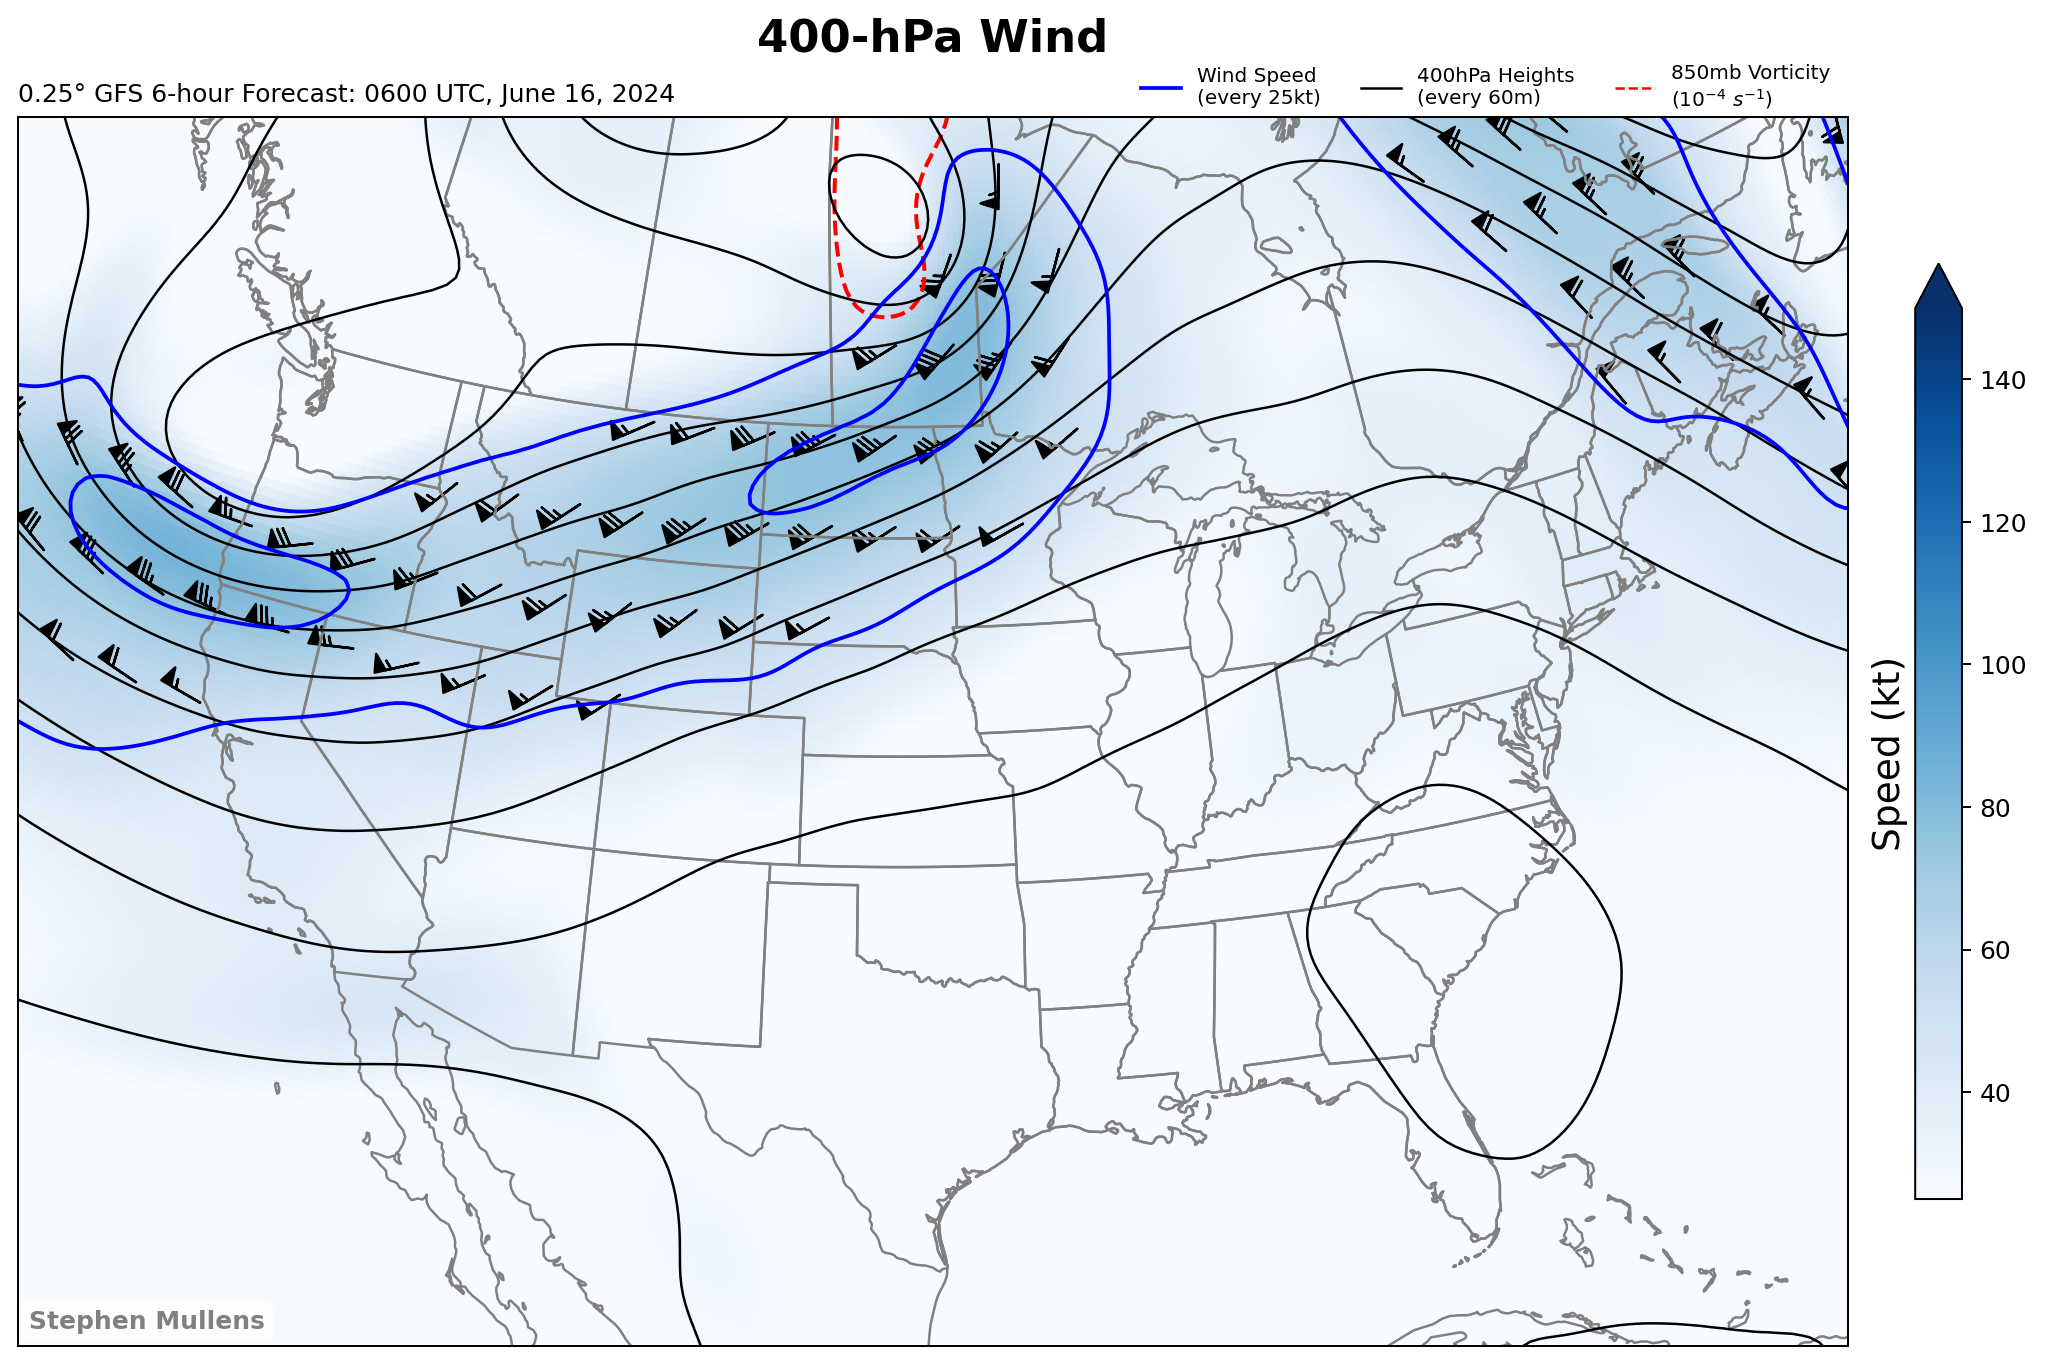 400-hPa Wind
0.25° GFS 6-hour Forecast: 0600 UTC, June 16, 2024
Wind Speed
(every 25kt)
400hPa Heights
(every 60m)
850mb Vorticity
(10⁻⁴ s⁻¹)
140
120
100
80
60
40
Speed (kt)
Stephen Mullens